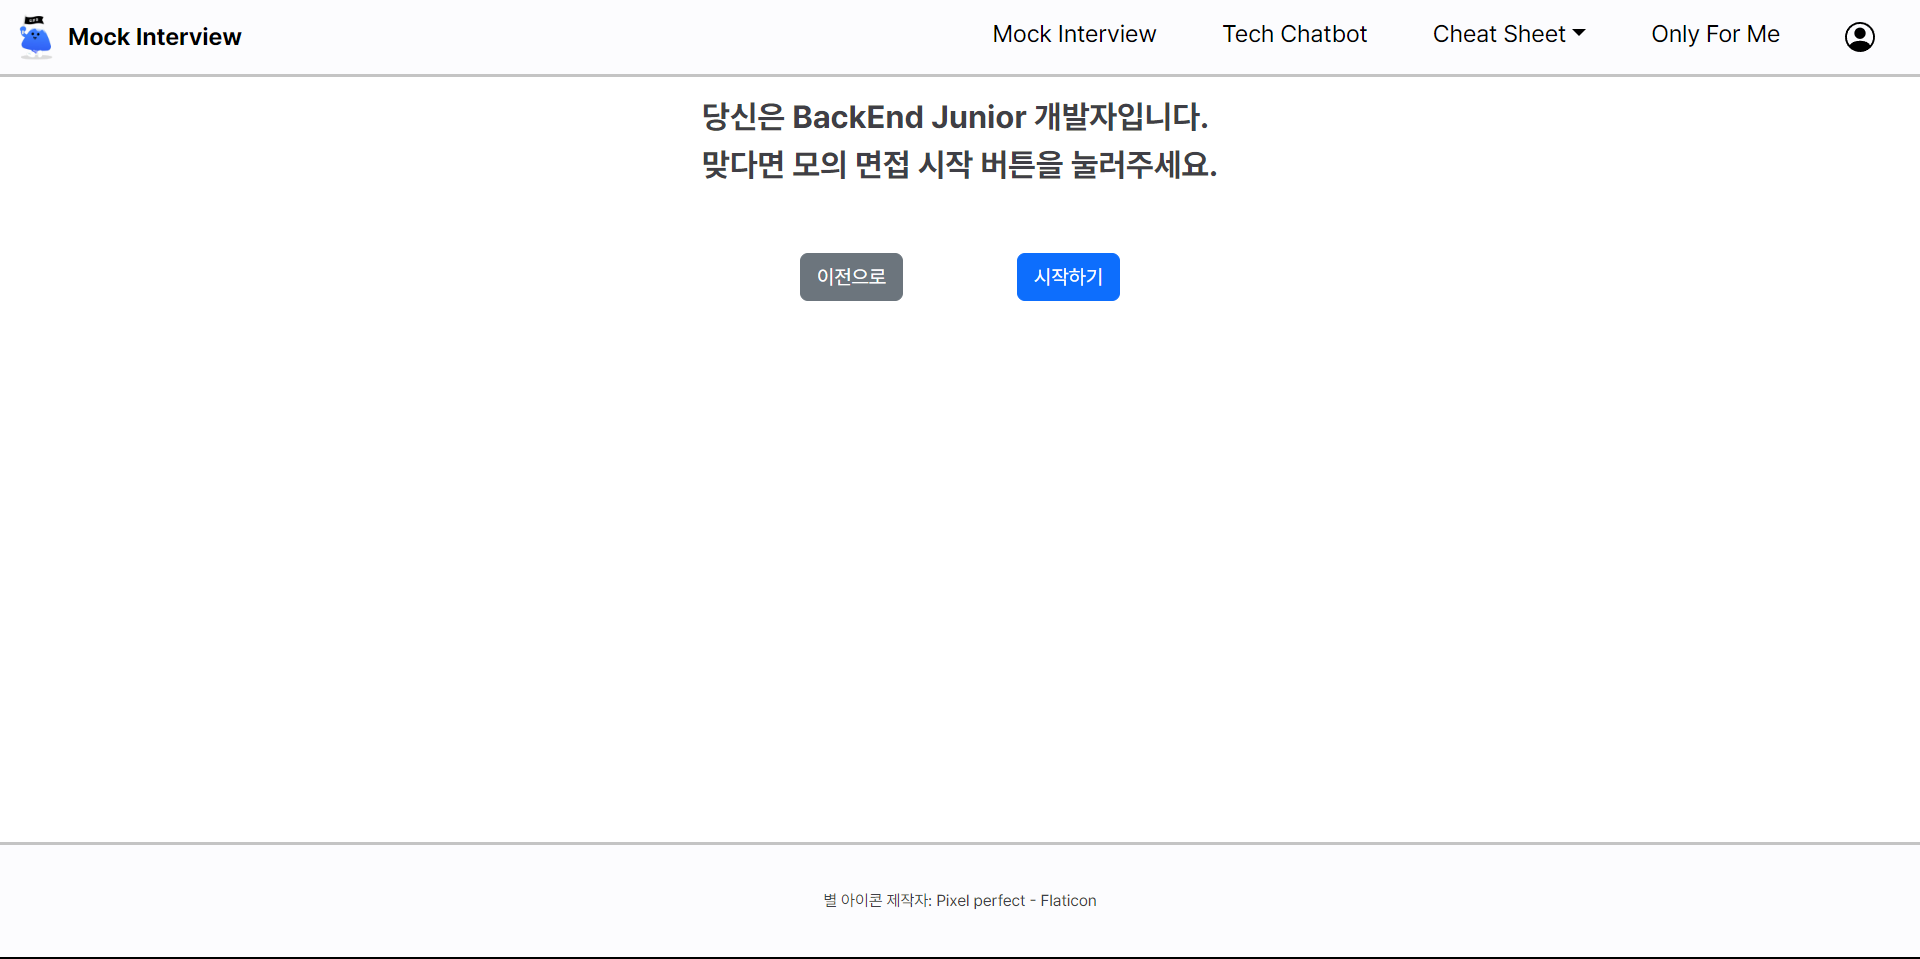 Mock Interview
Mock Interview
Tech Chatbot
Cheat Sheet
Only For Me
당신은 BackEnd Junior 개발자입니다.
맞다면 모의 면접 시작 버튼을 눌러주세요.
이전으로
시작하기
별 아이콘 제작자: Pixel perfect - Flaticon